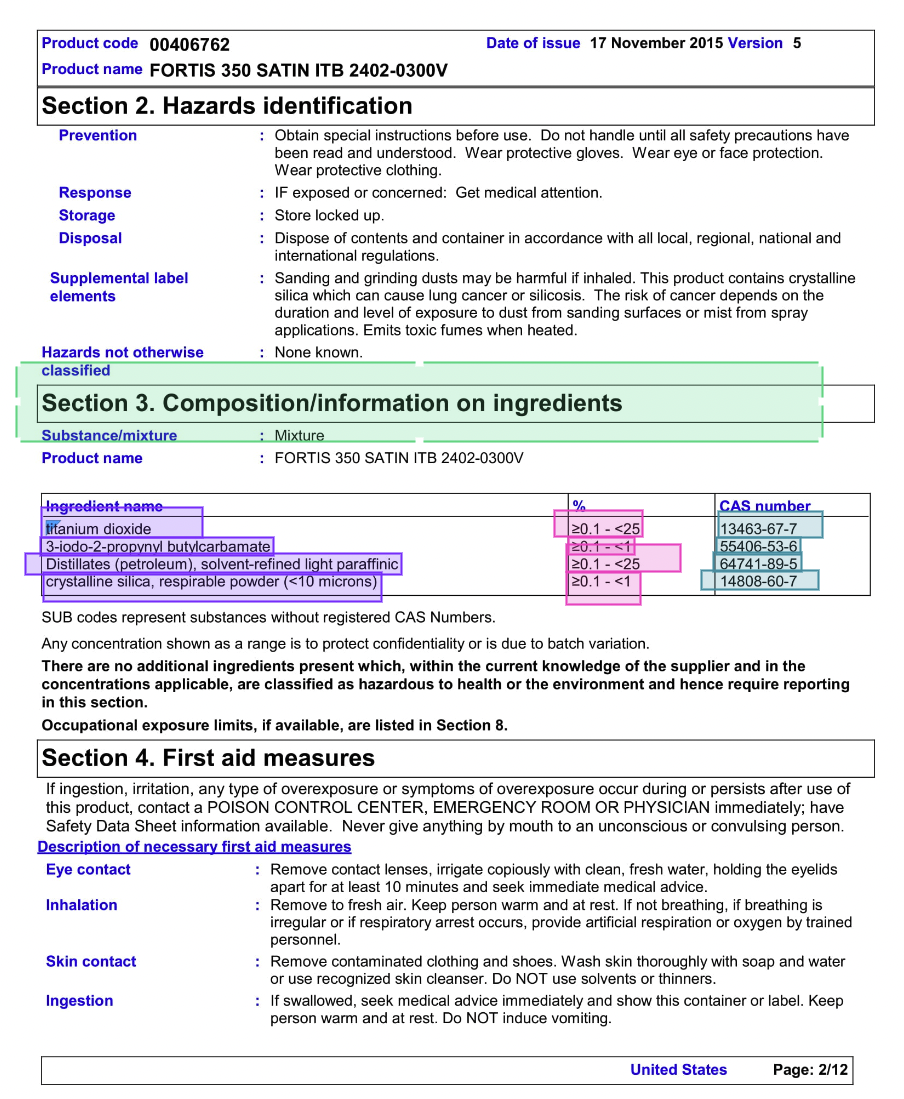 Product code 00406762 Date of issue 17 November 2015 Version 5
Product name FORTIS 350 SATIN ITB 2402-0300V
Section 2. Hazards identification
Prevention : Obtain special instructions before use. Do not handle until all safety precautions have
been read and understood. Wear protective gloves. Wear eye or face protection.
Wear protective clothing.
Response : IF exposed or concerned: Get medical attention.
Storage : Store locked up.
Disposal : Dispose of contents and container in accordance with all local, regional, national and
international regulations.
Supplemental label : Sanding and grinding dusts may be harmful if inhaled. This product contains crystalline
elements silica which can cause lung cancer or silicosis. The risk of cancer depends on the
duration and level of exposure to dust from sanding surfaces or mist from spray
applications. Emits toxic fumes when heated.
Hazards not otherwise : None known.
classified
Section 3. Composition/information on ingredients
Substance/mixture : Mixture
Product name : FORTIS 350 SATIN ITB 2402-0300V
Ingredient name % CAS number
titanium dioxide ≥0.1 - <25 13463-67-7
3-iodo-2-propynyl butylcarbamate ≥0.1 - <1 55406-53-6
Distillates (petroleum), solvent-refined light paraffinic ≥0.1 - <25 64741-89-5
crystalline silica, respirable powder (<10 microns) ≥0.1 - <1 14808-60-7
SUB codes represent substances without registered CAS Numbers.
Any concentration shown as a range is to protect confidentiality or is due to batch variation.
There are no additional ingredients present which, within the current knowledge of the supplier and in the
concentrations applicable, are classified as hazardous to health or the environment and hence require reporting
in this section.
Occupational exposure limits, if available, are listed in Section 8.
Section 4. First aid measures
If ingestion, irritation, any type of overexposure or symptoms of overexposure occur during or persists after use of
this product, contact a POISON CONTROL CENTER, EMERGENCY ROOM OR PHYSICIAN immediately; have
Safety Data Sheet information available. Never give anything by mouth to an unconscious or convulsing person.
Description of necessary first aid measures
Eye contact : Remove contact lenses, irrigate copiously with clean, fresh water, holding the eyelids
apart for at least 10 minutes and seek immediate medical advice.
Inhalation : Remove to fresh air. Keep person warm and at rest. If not breathing, if breathing is
irregular or if respiratory arrest occurs, provide artificial respiration or oxygen by trained
personnel.
Skin contact : Remove contaminated clothing and shoes. Wash skin thoroughly with soap and water
or use recognized skin cleanser. Do NOT use solvents or thinners.
Ingestion : If swallowed, seek medical advice immediately and show this container or label. Keep
person warm and at rest. Do NOT induce vomiting.
United States Page: 2/12